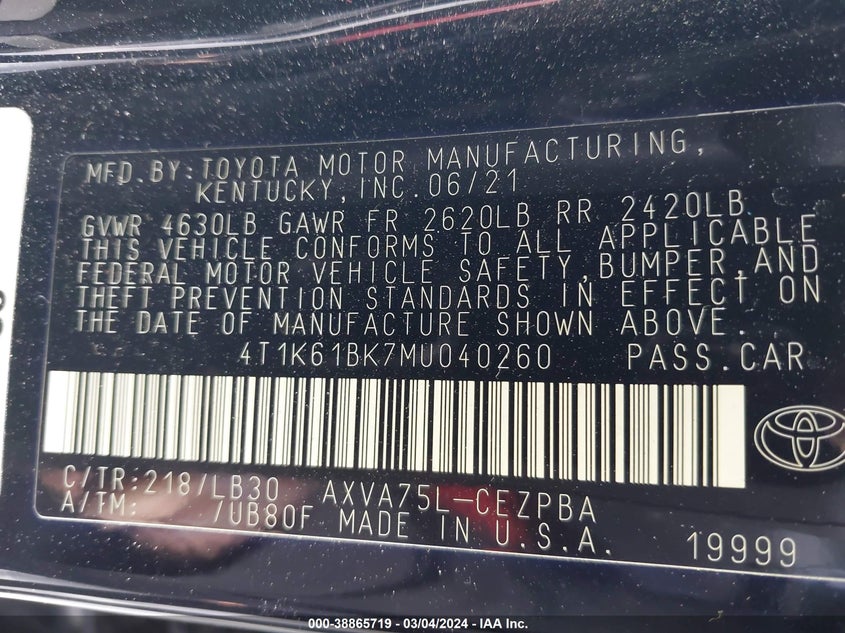 MFD.BY:TOYOTA MOTOR MANUFACTURING,
KENTUCKY,INC.06/21
GVWR 4630LB GAWR FR 2620LB RR 2420LB
THIS VEHICLE CONFORMS TO ALL APPLICABLE
FEDERAL MOTOR VEHICLE SAFETY,BUMPER,AND
THEFT PREVENTION STANDARDS IN EFFECT ON
THE DATE OF MANUFACTURE SHOWN ABOVE.
4T1K61BK7MU040260 PASS.CAR
C/TR:218/LB30 AXVA75L-CEZPBA
A/TM: /UB80F MADE IN U.S.A.
19999
000-38865719 - 03/04/2024 - IAA Inc.